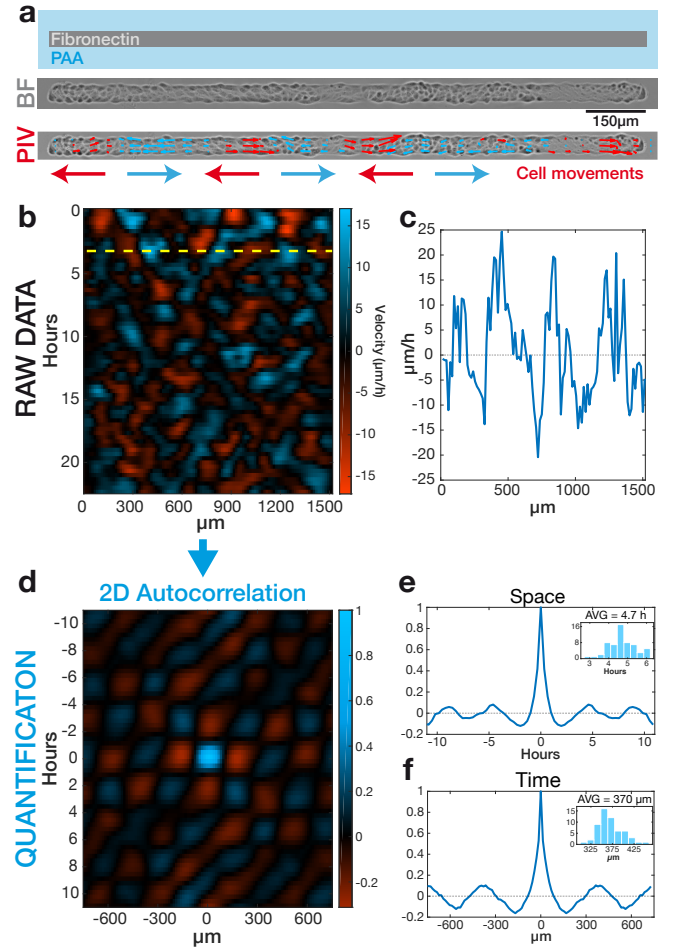 a
Fibronectin
PAA
BF
150µm
PIV
Cell movements
b
RAW DATA
Hours
0
5
10
15
20
0 300 600 900 1200 1500
µm
15
10
5
0
-5
-10
-15
Velocity (µm/h)
c
µm/h
25
20
15
10
5
0
-5
-10
-15
-20
-25
0 500 1000 1500
µm
d
2D Autocorrelation
QUANTIFICATON
Hours
-10
-8
-6
-4
-2
0
2
4
6
8
10
-600 -300 0 300 600
µm
1
0.8
0.6
0.4
0.2
0
-0.2
e
Space
1
0.8
0.6
0.4
0.2
0
0.2
-10 -5 0 5 10
Hours
AVG = 4.7 h
16
8
0
3 4 5 6
Hours
f
Time
1
0.8
0.6
0.4
0.2
0
0.2
-600 -300 0 300 600
µm
AVG = 370 µm
15
10
5
0
325 375 425
µm